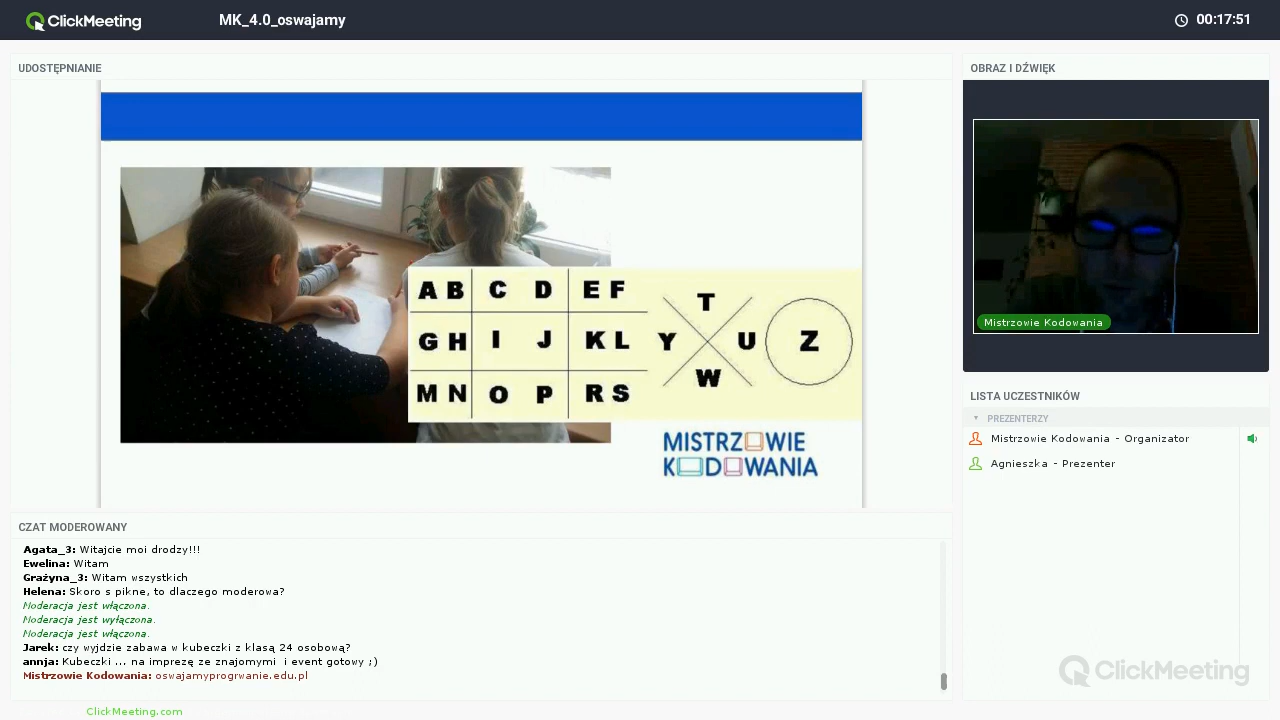 ClickMeeting
MK_4.0_oswajamy
00:17:51
UDOSTĘPNIANIE
A B C D E F
G H I J K L
M N O P R S
T
Y U
W
Z
MISTRZOWIE
KODOWANIA
OBRAZ I DŹWIĘK
Mistrzowie Kodowania
LISTA UCZESTNIKÓW
PREZENTERZY
Mistrzowie Kodowania - Organizator
Agnieszka - Prezenter
CZAT MODEROWANY
Agata_3: Witajcie moi drodzy!!!
Ewelina: Witam
Grażyna_3: Witam wszystkich
Helena: Skoro s pikne, to dlaczego moderowa?
Moderacja jest włączona.
Moderacja jest wyłączona.
Moderacja jest włączona.
Jarek: czy wyjdzie zabawa w kubeczki z klasą 24 osobową?
annja: Kubeczki ... na imprezę ze znajomymi i event gotowy ;)
Mistrzowie Kodowania: oswajamyprogrwanie.edu.pl
ClickMeeting
ClickMeeting.com